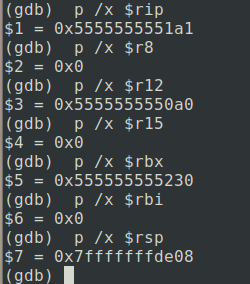 (gdb)  p /x $rip
$1 = 0x5555555551a1
(gdb)  p /x $r8
$2 = 0x0
(gdb)  p /x $r12
$3 = 0x5555555550a0
(gdb)  p /x $r15
$4 = 0x0
(gdb)  p /x $rbx
$5 = 0x555555555230
(gdb)  p /x $rbi
$6 = 0x0
(gdb)  p /x $rsp
$7 = 0x7fffffffde08
(gdb)